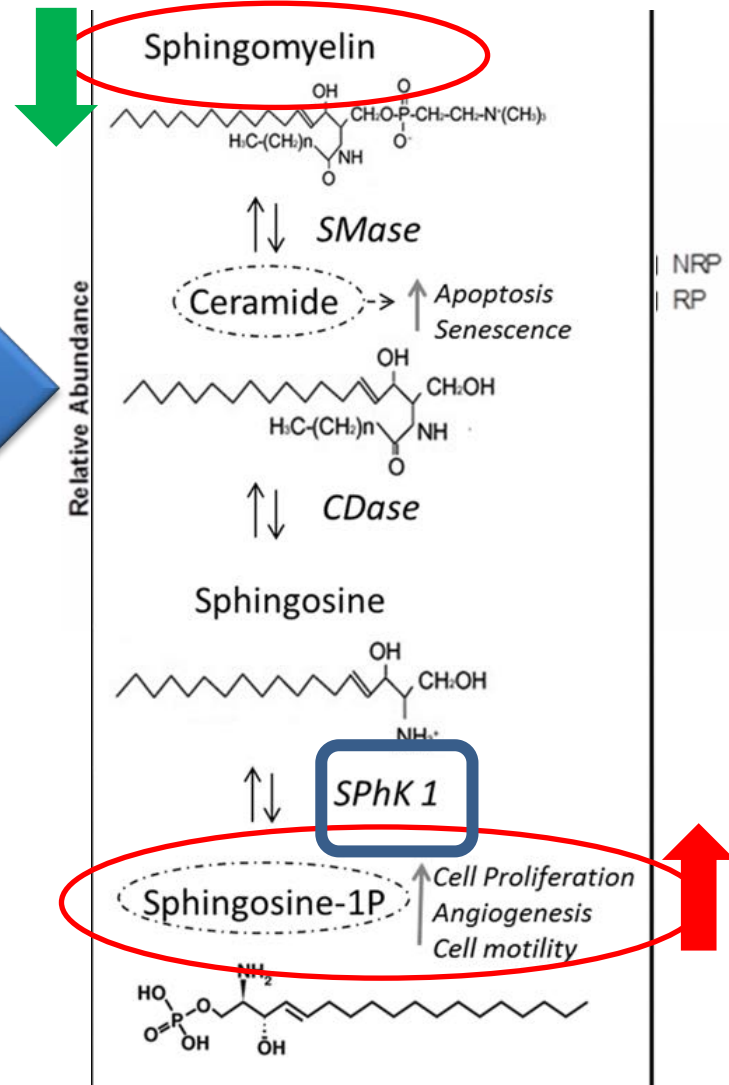 Sphingomyelin
OH
O
CH₂O-P-CH₂-CH₂-N⁺(CH₃)₃
O⁻
H₃C-(CH₂)n
NH
O
SMase
NRP
Ceramide
Apoptosis
RP
Senescence
Relative Abundance
OH
CH₂OH
H₃C-(CH₂)n
NH
O
CDase
Sphingosine
OH
CH₂OH
NH₃⁺
SPhK 1
Sphingosine-1P
Cell Proliferation
Angiogenesis
Cell motility
NH₂
HO
O
P
O
OH
OH